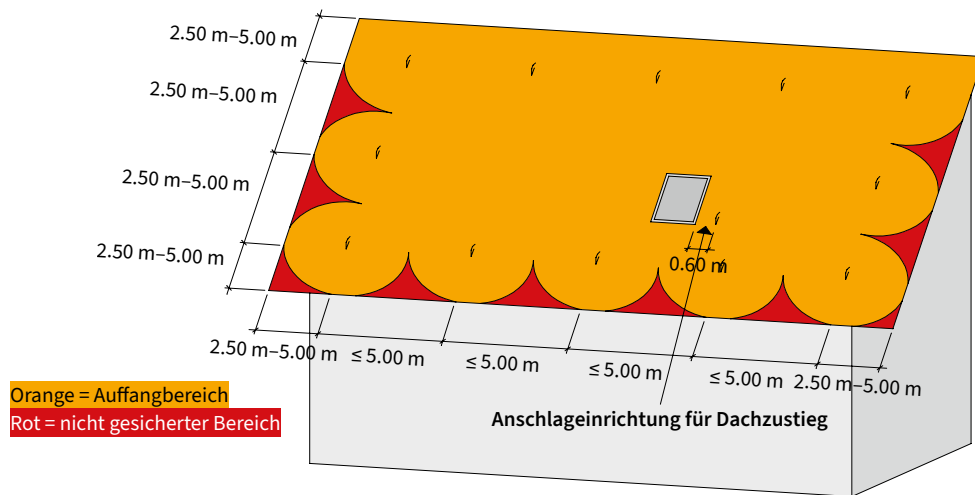 2.50 m–5.00 m
2.50 m–5.00 m
2.50 m–5.00 m
2.50 m–5.00 m
0.60 m
2.50 m–5.00 m
≤ 5.00 m
≤ 5.00 m
≤ 5.00 m
≤ 5.00 m
2.50 m–5.00 m
Orange = Auffangbereich
Rot = nicht gesicherter Bereich
Anschlageinrichtung für Dachzustieg